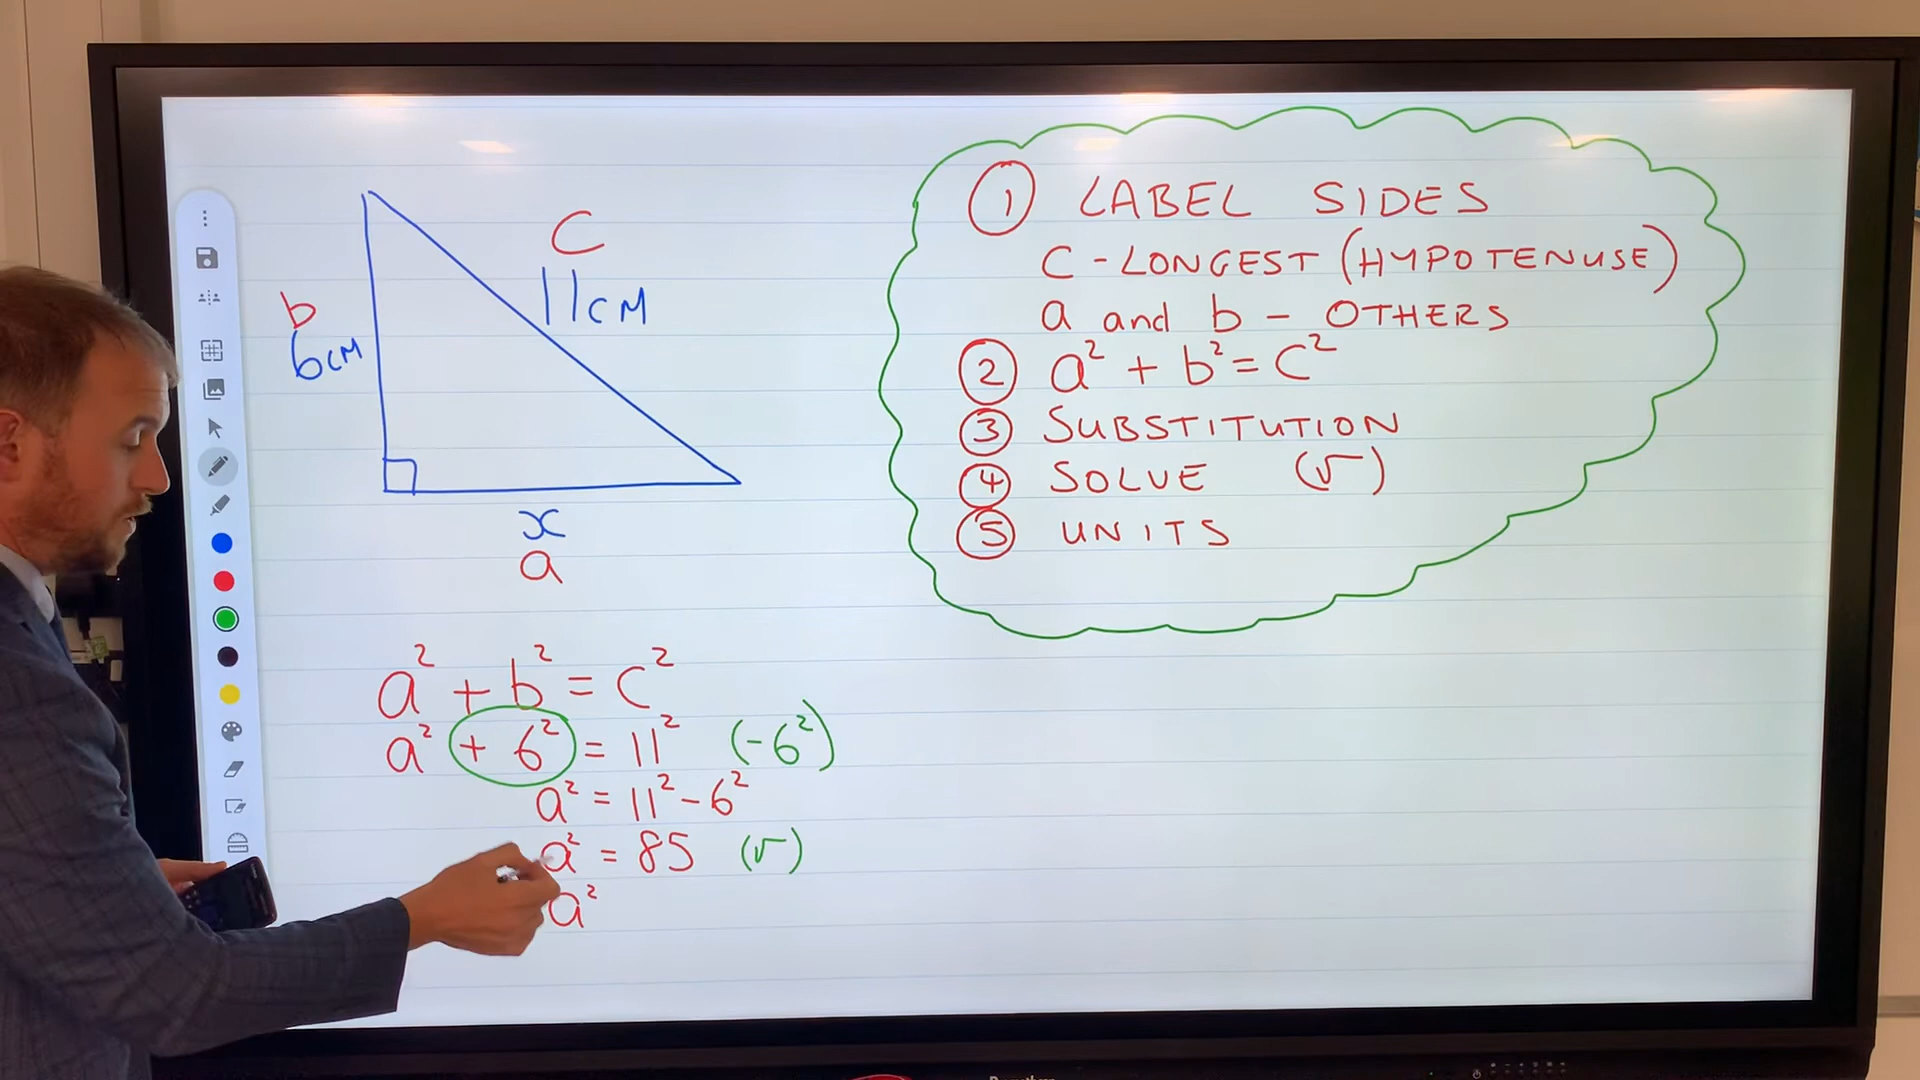 C
11cm
b
6cm
x
a
① LABEL SIDES
C - LONGEST (HYPOTENUSE)
a and b - OTHERS
② a² + b² = c²
③ SUBSTITUTION
④ SOLVE (√)
⑤ UNITS
a² + b² = c²
a² + 6² = 11² (-6²)
a² = 11² - 6²
a² = 85 (√)
a²